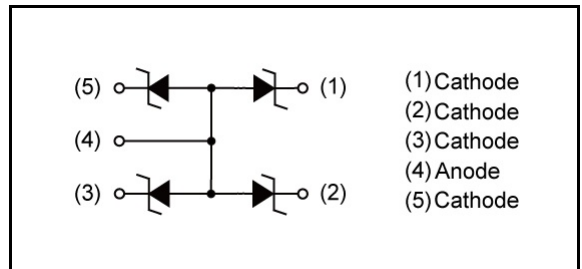 (5) (1)
(4)
(3) (2)
(1) Cathode
(2) Cathode
(3) Cathode
(4) Anode
(5) Cathode